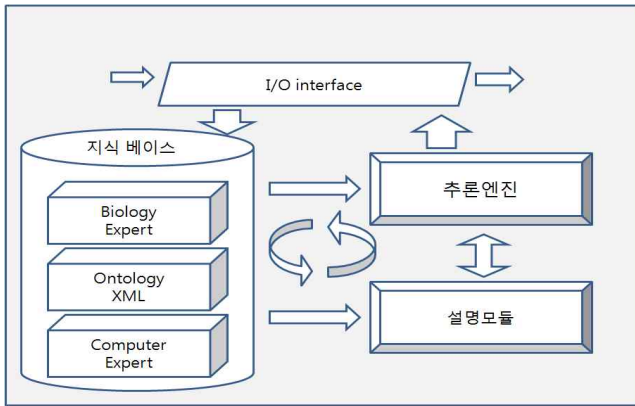 I/O interface
지식 베이스
Biology
Expert
Ontology
XML
Computer
Expert
추론엔진
설명모듈